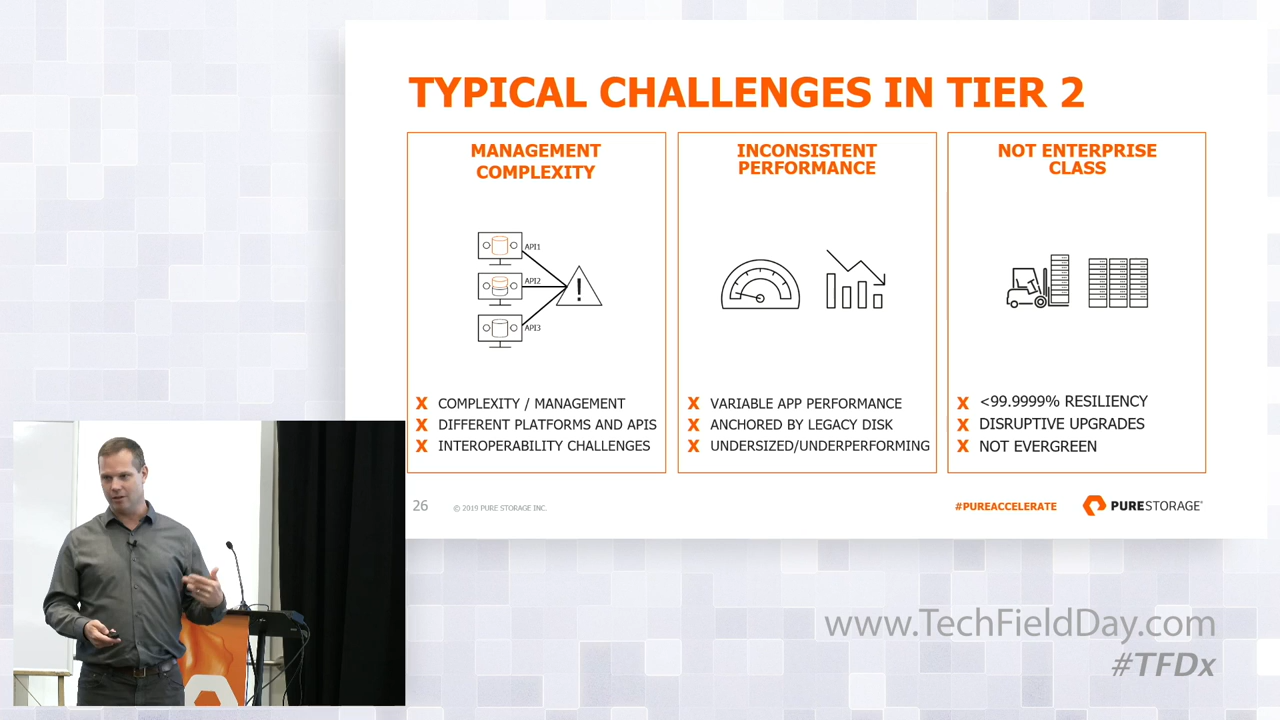 TYPICAL CHALLENGES IN TIER 2
MANAGEMENT
COMPLEXITY
API1
API2
API3
X COMPLEXITY / MANAGEMENT
X DIFFERENT PLATFORMS AND APIS
X INTEROPERABILITY CHALLENGES
INCONSISTENT
PERFORMANCE
X VARIABLE APP PERFORMANCE
X ANCHORED BY LEGACY DISK
X UNDERSIZED/UNDERPERFORMING
NOT ENTERPRISE
CLASS
X <99.9999% RESILIENCY
X DISRUPTIVE UPGRADES
X NOT EVERGREEN
26
© 2019 PURE STORAGE INC.
#PUREACCELERATE
PURESTORAGE®
www.TechFieldDay.com
#TFDx